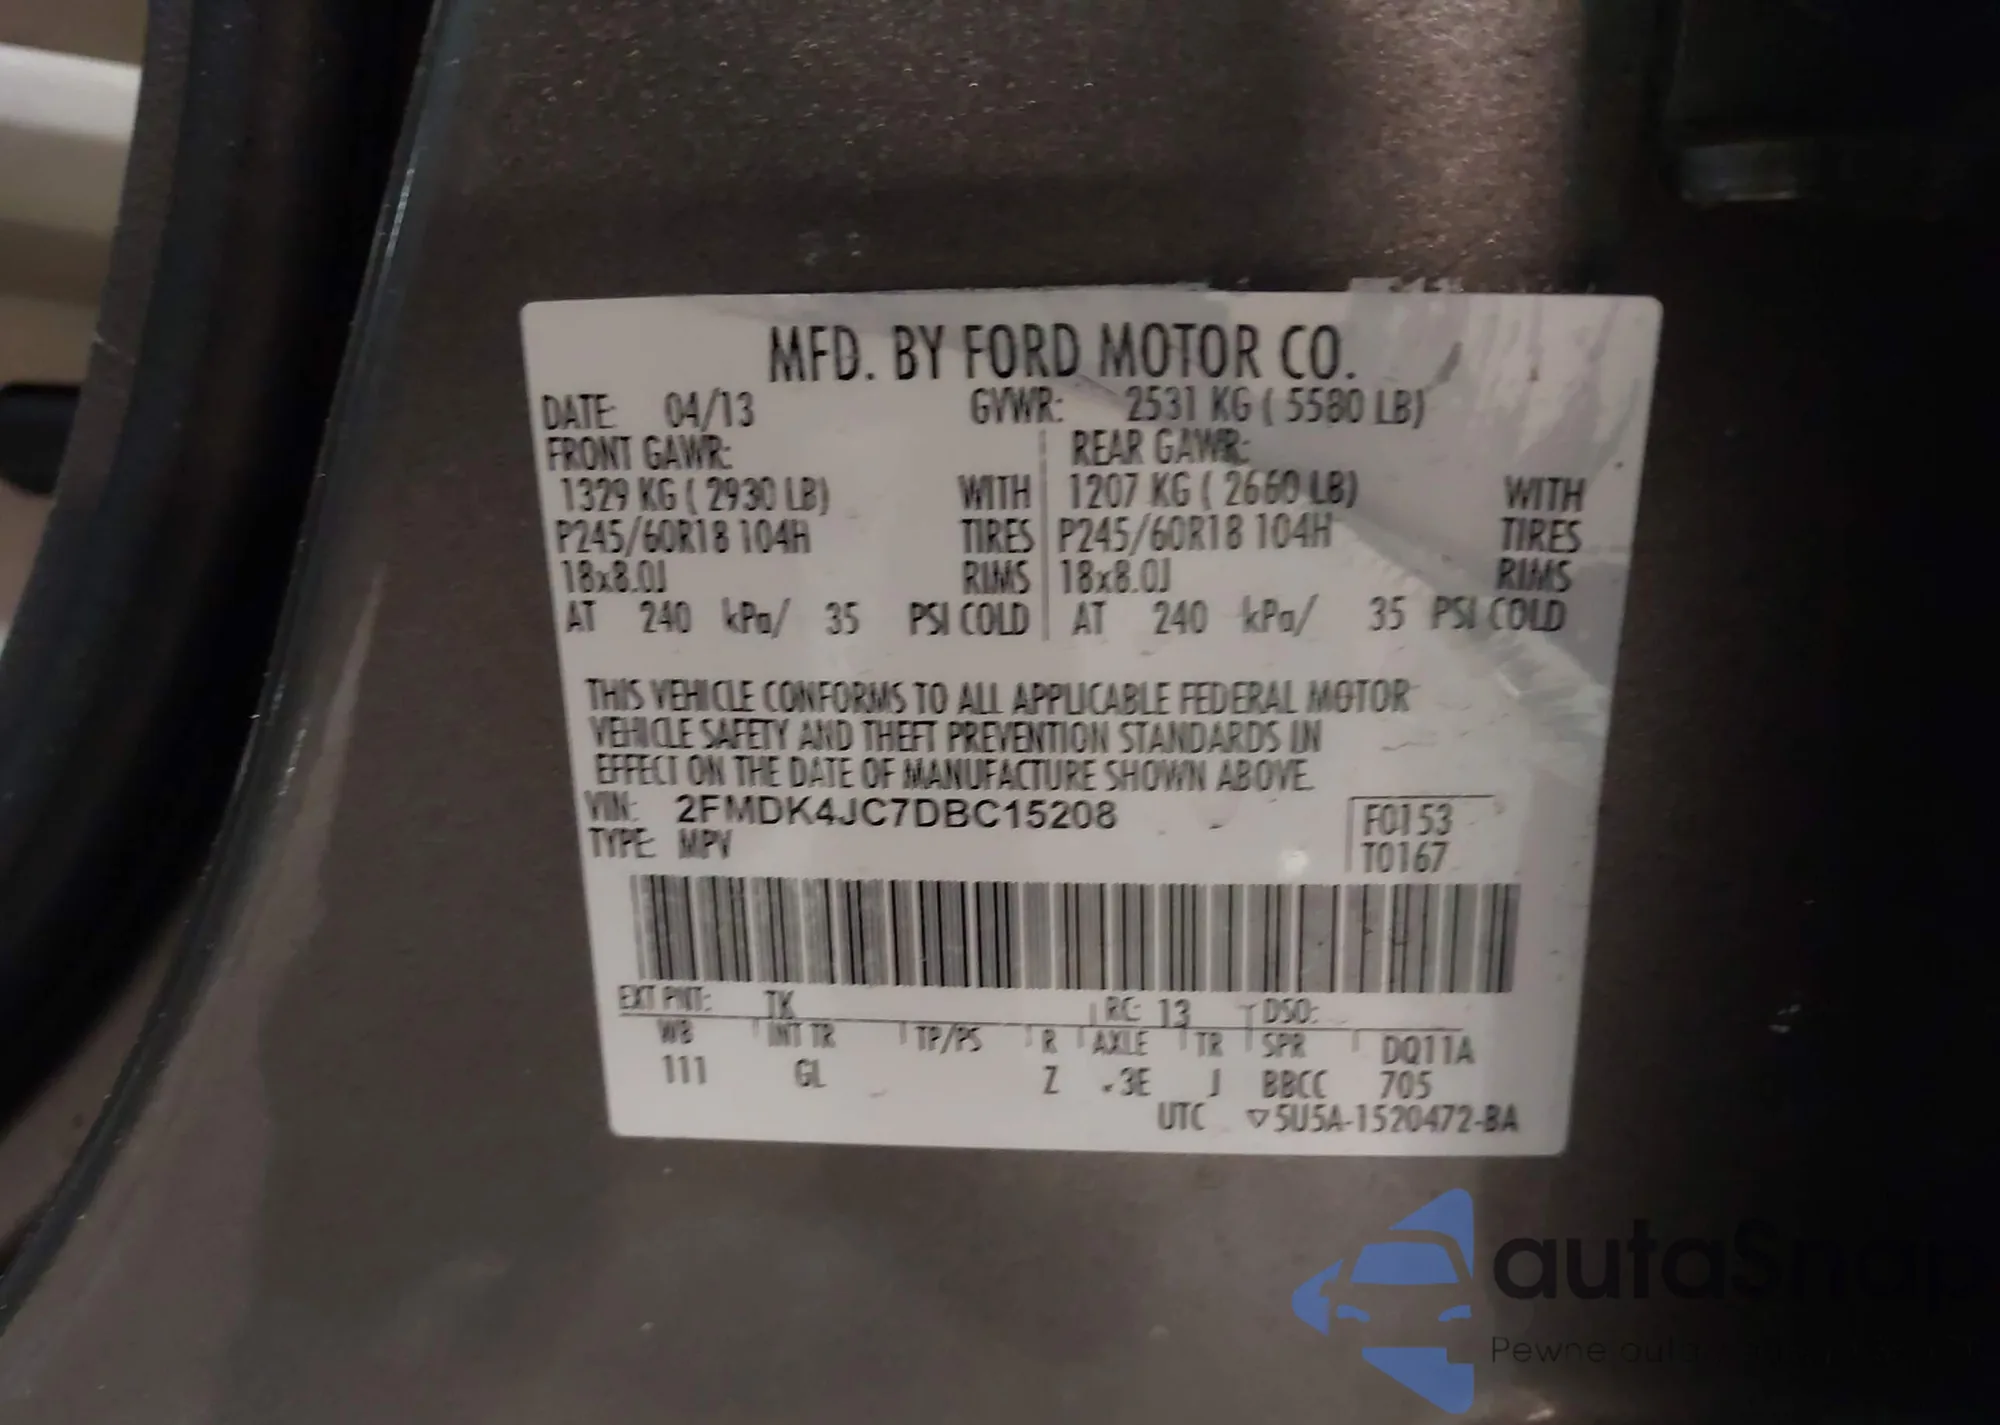 MFD. BY FORD MOTOR CO.
DATE: 04/13 GVWR: 2531 KG ( 5580 LB)
FRONT GAWR: REAR GAWR:
1329 KG ( 2930 LB) WITH 1207 KG ( 2660 LB) WITH
P245/60R18 104H TIRES P245/60R18 104H TIRES
18x8.0J RIMS 18x8.0J RIMS
AT 240 kPa/ 35 PSI COLD AT 240 kPa/ 35 PSI COLD
THIS VEHICLE CONFORMS TO ALL APPLICABLE FEDERAL MOTOR
VEHICLE SAFETY AND THEFT PREVENTION STANDARDS IN
EFFECT ON THE DATE OF MANUFACTURE SHOWN ABOVE.
VIN: 2FMDK4JC7DBC15208 F0153
TYPE: MPV T0167
EXT PNT: TK RC: 13 DSO:
WB INT TR TP/PS R AXLE TR SPR DQ11A
111 GL Z 3E J BBCC 705
UTC ▽5U5A-1520472-BA
autaSnap
Pewne auta